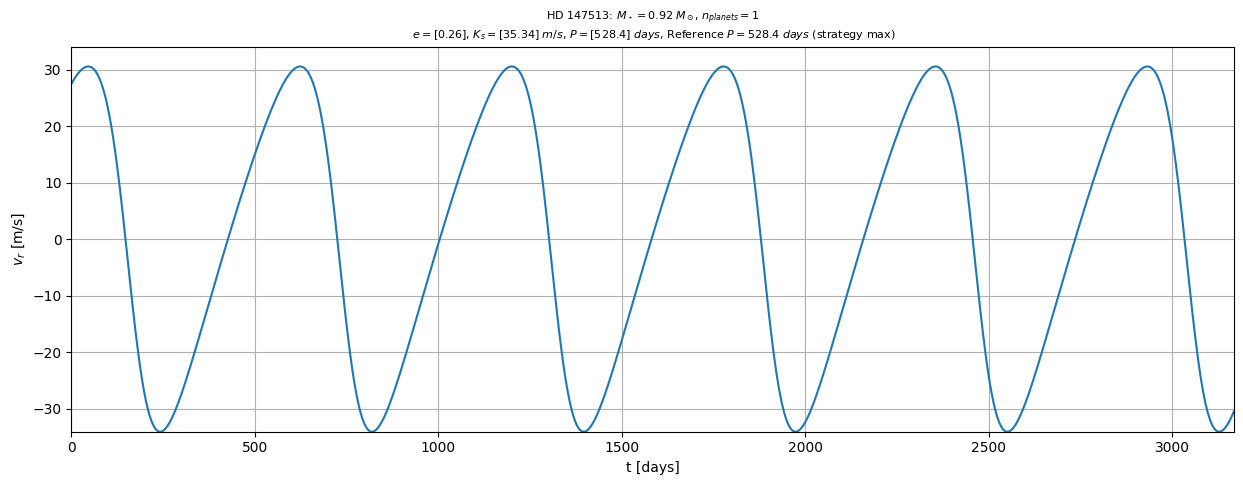 HD 147513: M⋆ = 0.92 M⊙, nplanets = 1
e = [0.26], Ks = [35.34] m/s, P = [528.4] days, Reference P = 528.4 days (strategy max)
30
20
10
0
−10
−20
−30
vr [m/s]
0 500 1000 1500 2000 2500 3000
t [days]